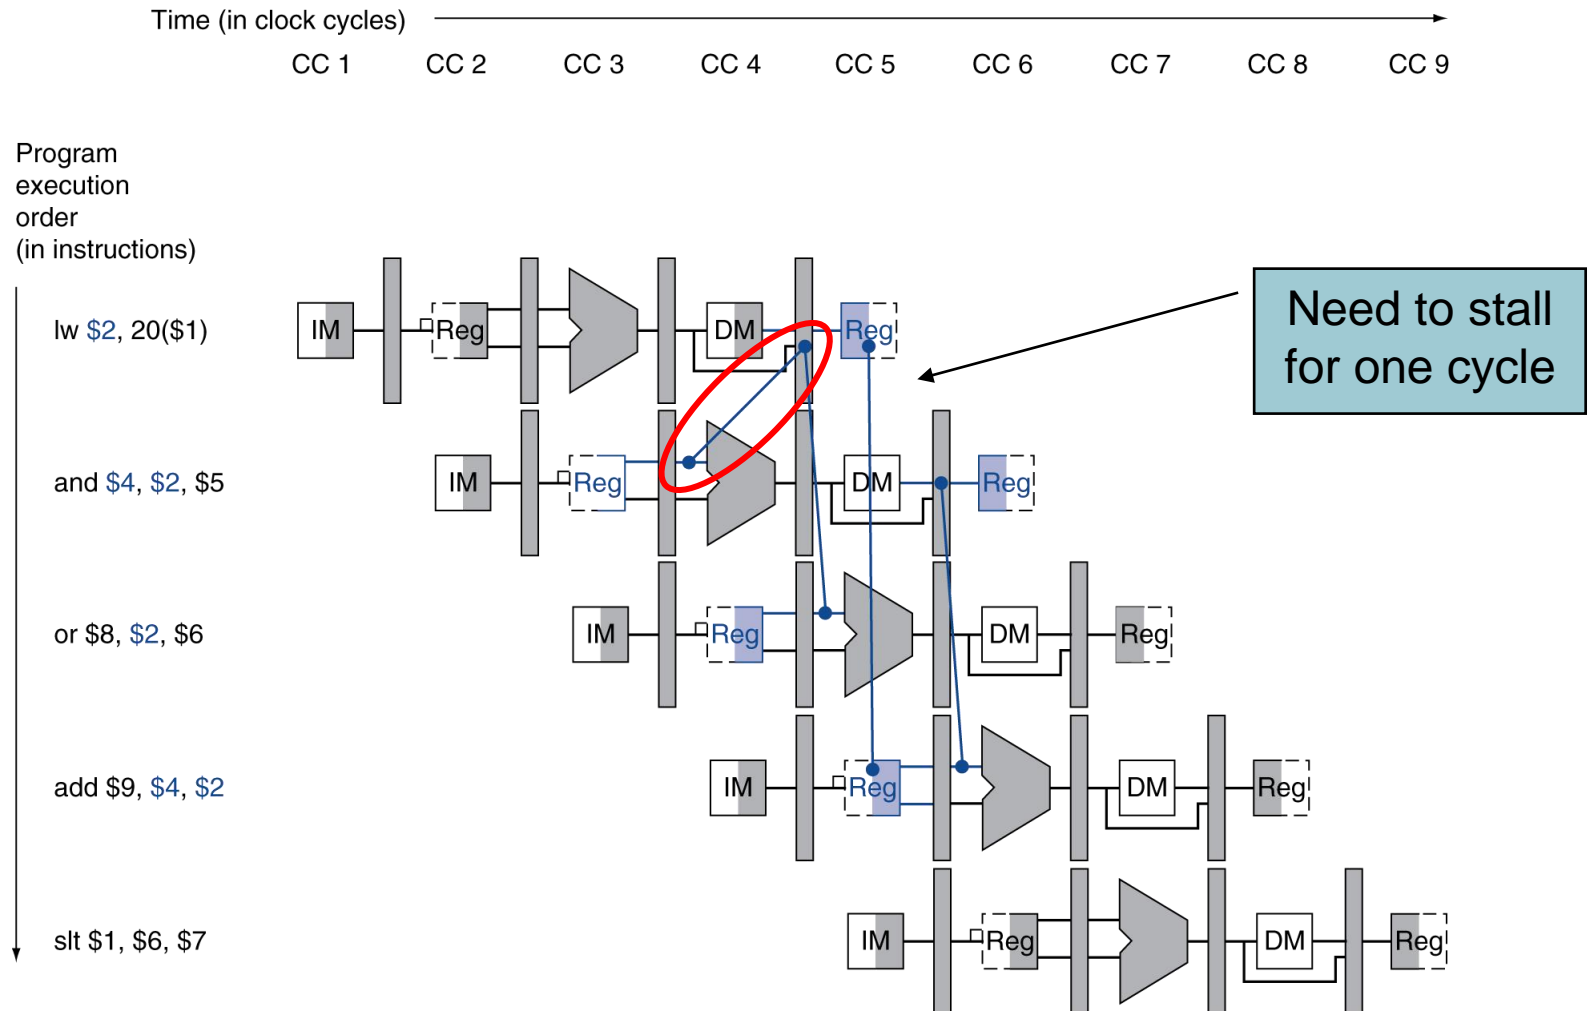 Time (in clock cycles)
CC 1 CC 2 CC 3 CC 4 CC 5 CC 6 CC 7 CC 8 CC 9
Program
execution
order
(in instructions)
Need to stall
for one cycle
lw $2, 20($1)
IM Reg DM Reg
and $4, $2, $5
IM Reg DM Reg
or $8, $2, $6
IM Reg DM Reg
add $9, $4, $2
IM Reg DM Reg
slt $1, $6, $7
IM Reg DM Reg